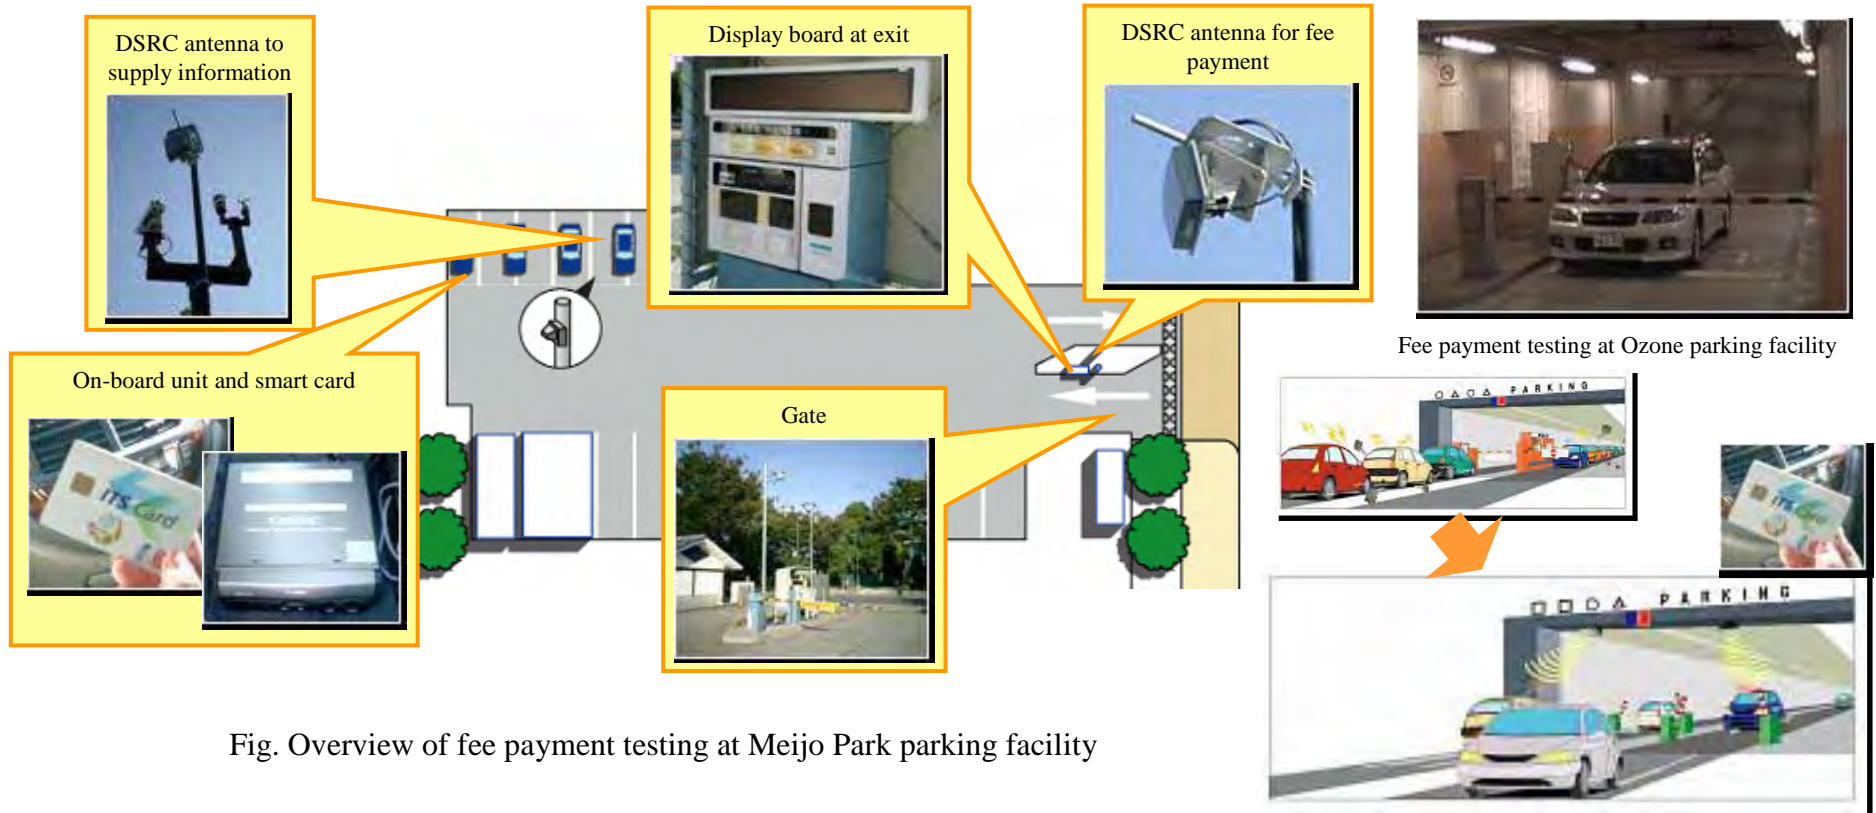 DSRC antenna to
supply information
Display board at exit
DSRC antenna for fee
payment
On-board unit and smart card
ITS Card
Gate
Fee payment testing at Ozone parking facility
PARKING
ITS Card
PARKING
Fig. Overview of fee payment testing at Meijo Park parking facility